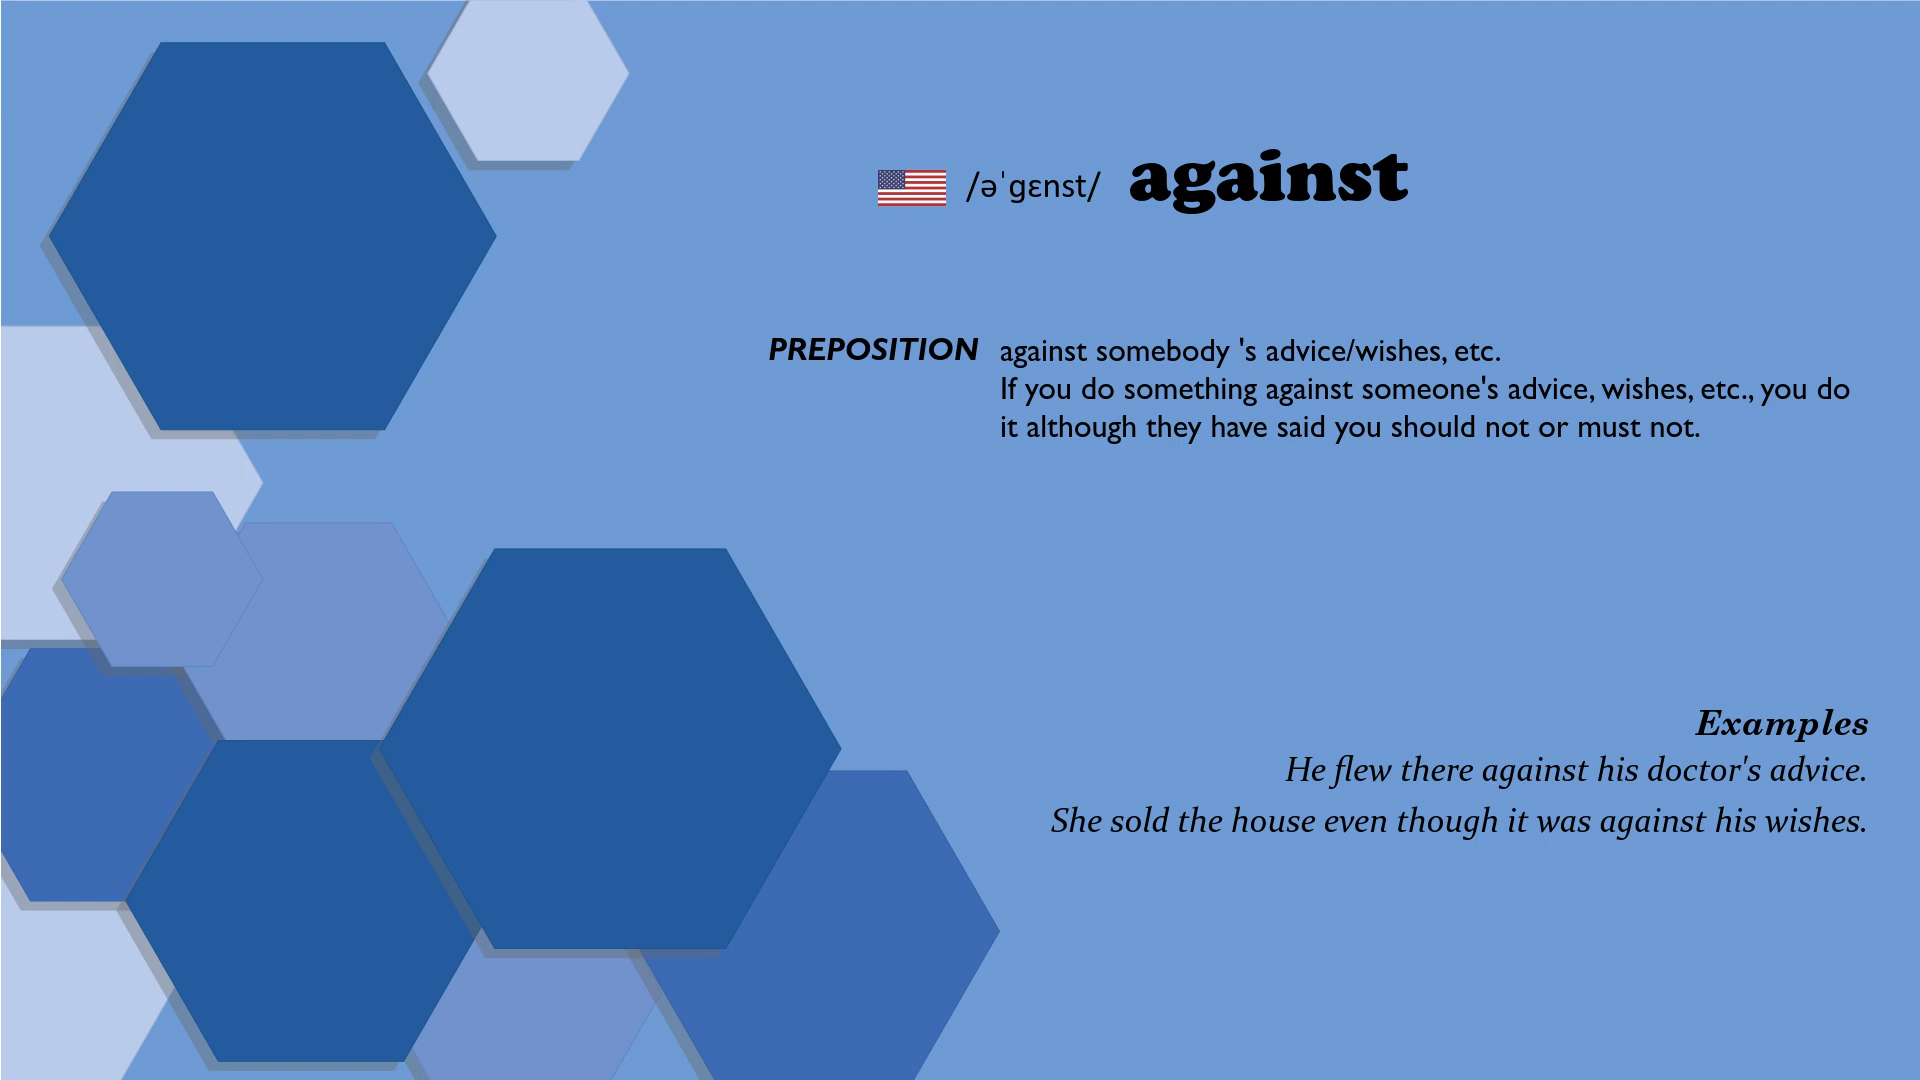 /əˈgɛnst/ against
PREPOSITION against somebody 's advice/wishes, etc.
If you do something against someone's advice, wishes, etc., you do
it although they have said you should not or must not.
Examples
He flew there against his doctor's advice.
She sold the house even though it was against his wishes.